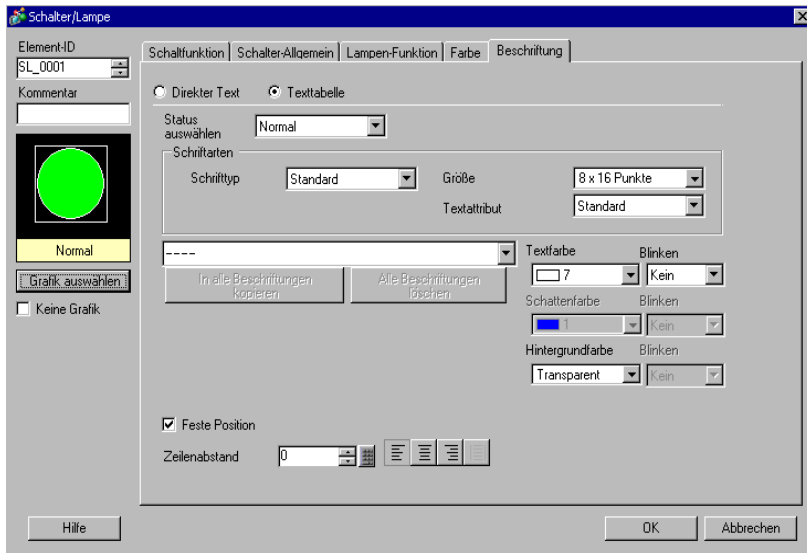 Schalter/Lampe
Element-ID
SL_0001
Kommentar
Normal
Grafik auswählen
Keine Grafik
Schaltfunktion Schalter-Allgemein Lampen-Funktion Farbe Beschriftung
Direkter Text Texttabelle
Status auswählen
Normal
Schriftarten
Schrifttyp Standard Größe 8 x 16 Punkte
Textattribut Standard
----
In alle Beschriftungen kopieren
Alle Beschriftungen löschen
Textfarbe Blinken
7 Kein
Schattenfarbe Blinken
1 Kein
Hintergrundfarbe Blinken
Transparent Kein
Feste Position
Zeilenabstand 0
Hilfe OK Abbrechen